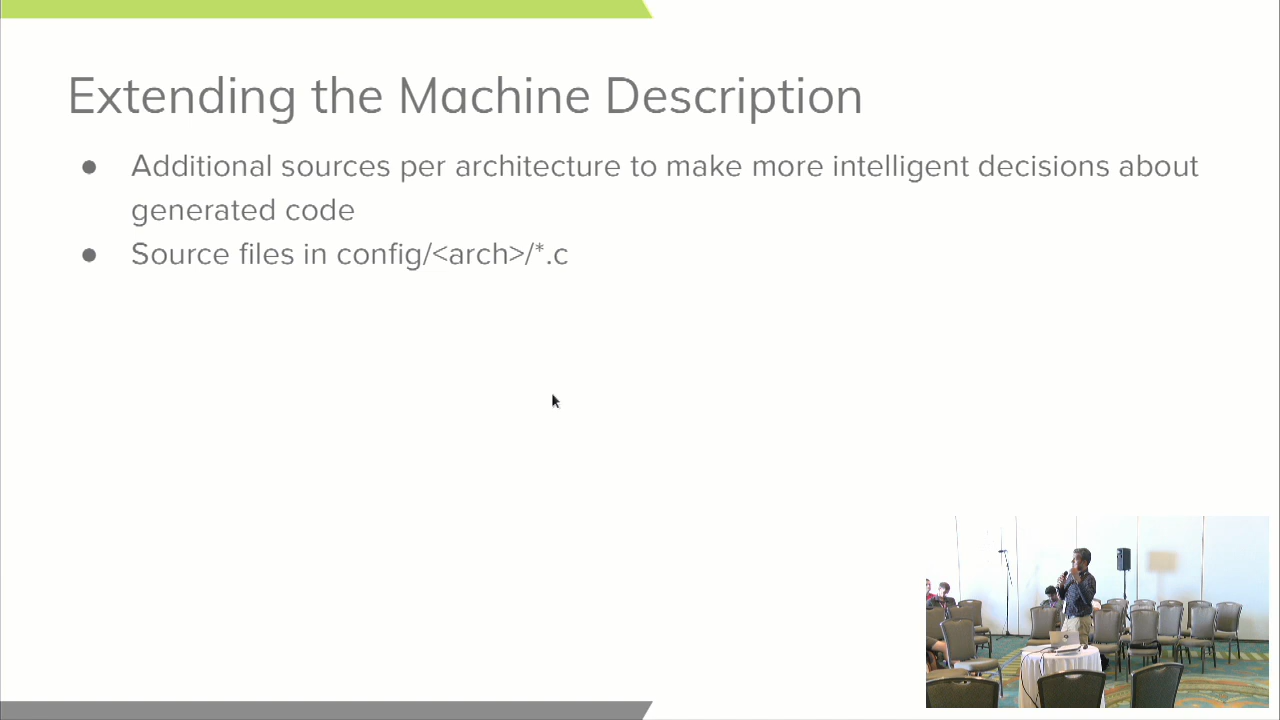 Extending the Machine Description
● Additional sources per architecture to make more intelligent decisions about
generated code
● Source files in config/<arch>/*.c